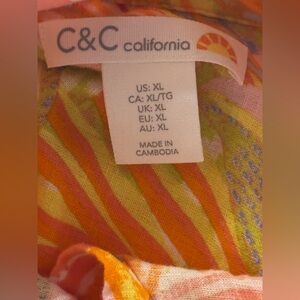 C&C california
US: XL
CA: XL/TG
UK: XL
EU: XL
AU: XL
MADE IN
CAMBODIA